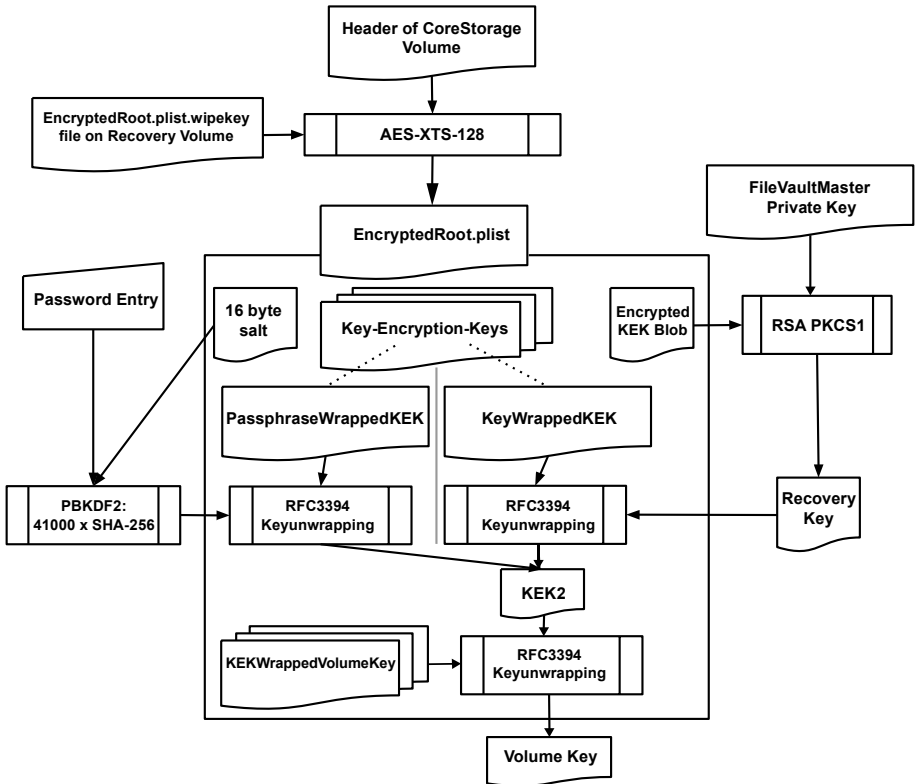 Header of CoreStorage
Volume
EncryptedRoot.plist.wipekey
file on Recovery Volume
AES-XTS-128
FileVaultMaster
Private Key
EncryptedRoot.plist
Password Entry
16 byte
salt
Key-Encryption-Keys
Encrypted
KEK Blob
RSA PKCS1
PassphraseWrappedKEK
KeyWrappedKEK
PBKDF2:
41000 x SHA-256
RFC3394
Keyunwrapping
RFC3394
Keyunwrapping
Recovery
Key
KEK2
KEKWrappedVolumeKey
RFC3394
Keyunwrapping
Volume Key